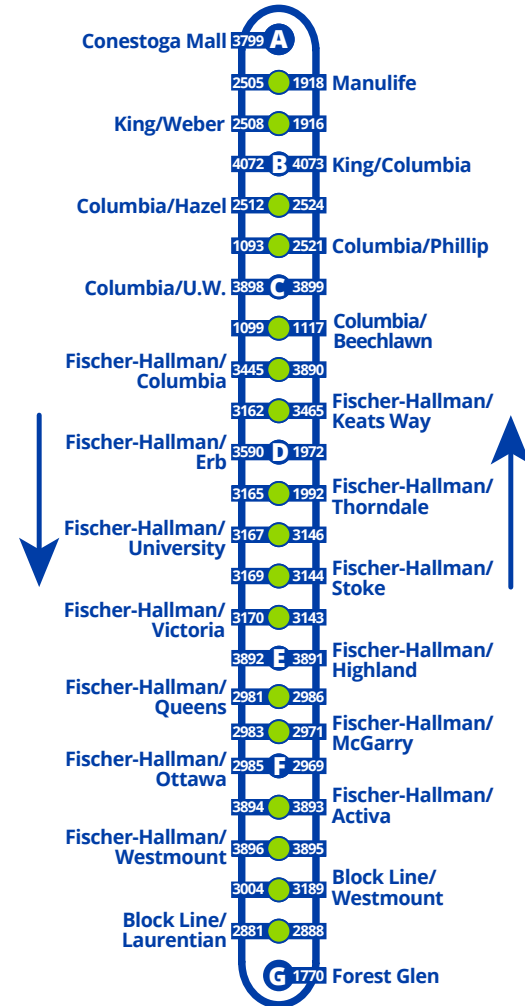 Conestoga Mall 3799 A
2505 1918 Manulife
King/Weber 2508 1916
4072 B 4073 King/Columbia
Columbia/Hazel 2512 2524
1093 2521 Columbia/Phillip
Columbia/U.W. 3898 C 3899
1099 1117 Columbia/
Beechlawn
Fischer-Hallman/
Columbia 3445 3890
3162 3465 Fischer-Hallman/
Keats Way
Fischer-Hallman/
Erb 3590 D 1972
3165 1992 Fischer-Hallman/
Thorndale
Fischer-Hallman/
University 3167 3146
3169 3144 Fischer-Hallman/
Stoke
Fischer-Hallman/
Victoria 3170 3143
3892 E 3891 Fischer-Hallman/
Highland
Fischer-Hallman/
Queens 2981 2986
2983 2971 Fischer-Hallman/
McGarry
Fischer-Hallman/
Ottawa 2985 F 2969
3894 3893 Fischer-Hallman/
Activa
Fischer-Hallman/
Westmount 3896 3895
3004 3189 Block Line/
Westmount
Block Line/
Laurentian 2881 2888
G 1770 Forest Glen